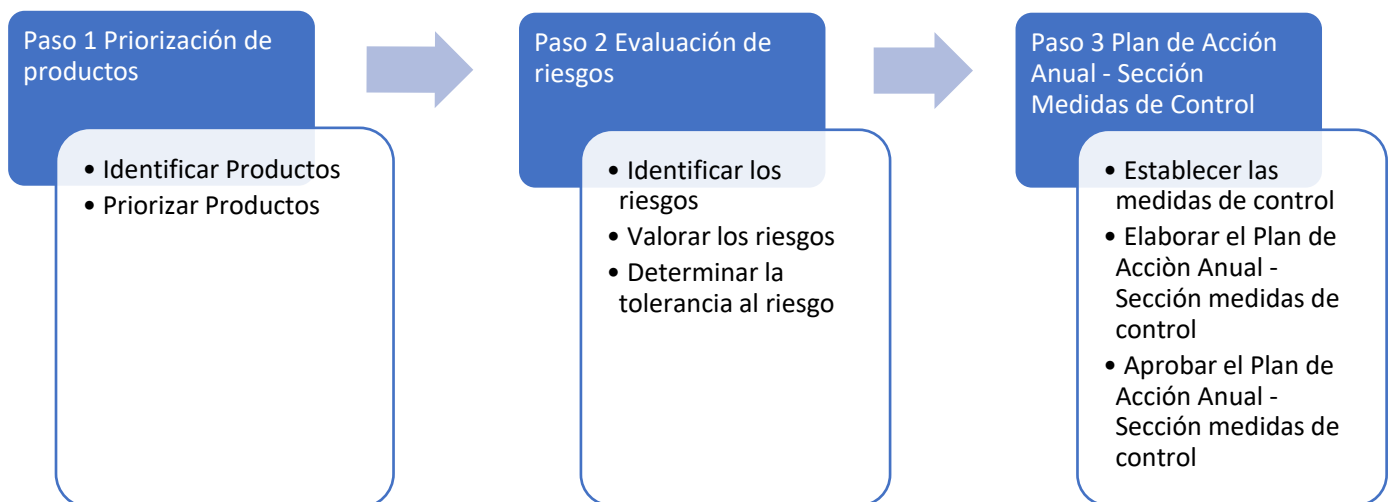 Paso 1 Priorización de
productos
• Identificar Productos
• Priorizar Productos
Paso 2 Evaluación de
riesgos
• Identificar los
riesgos
• Valorar los riesgos
• Determinar la
tolerancia al riesgo
Paso 3 Plan de Acción
Anual - Sección
Medidas de Control
• Establecer las
medidas de control
• Elaborar el Plan de
Acciòn Anual -
Sección medidas de
control
• Aprobar el Plan de
Acción Anual -
Sección medidas de
control